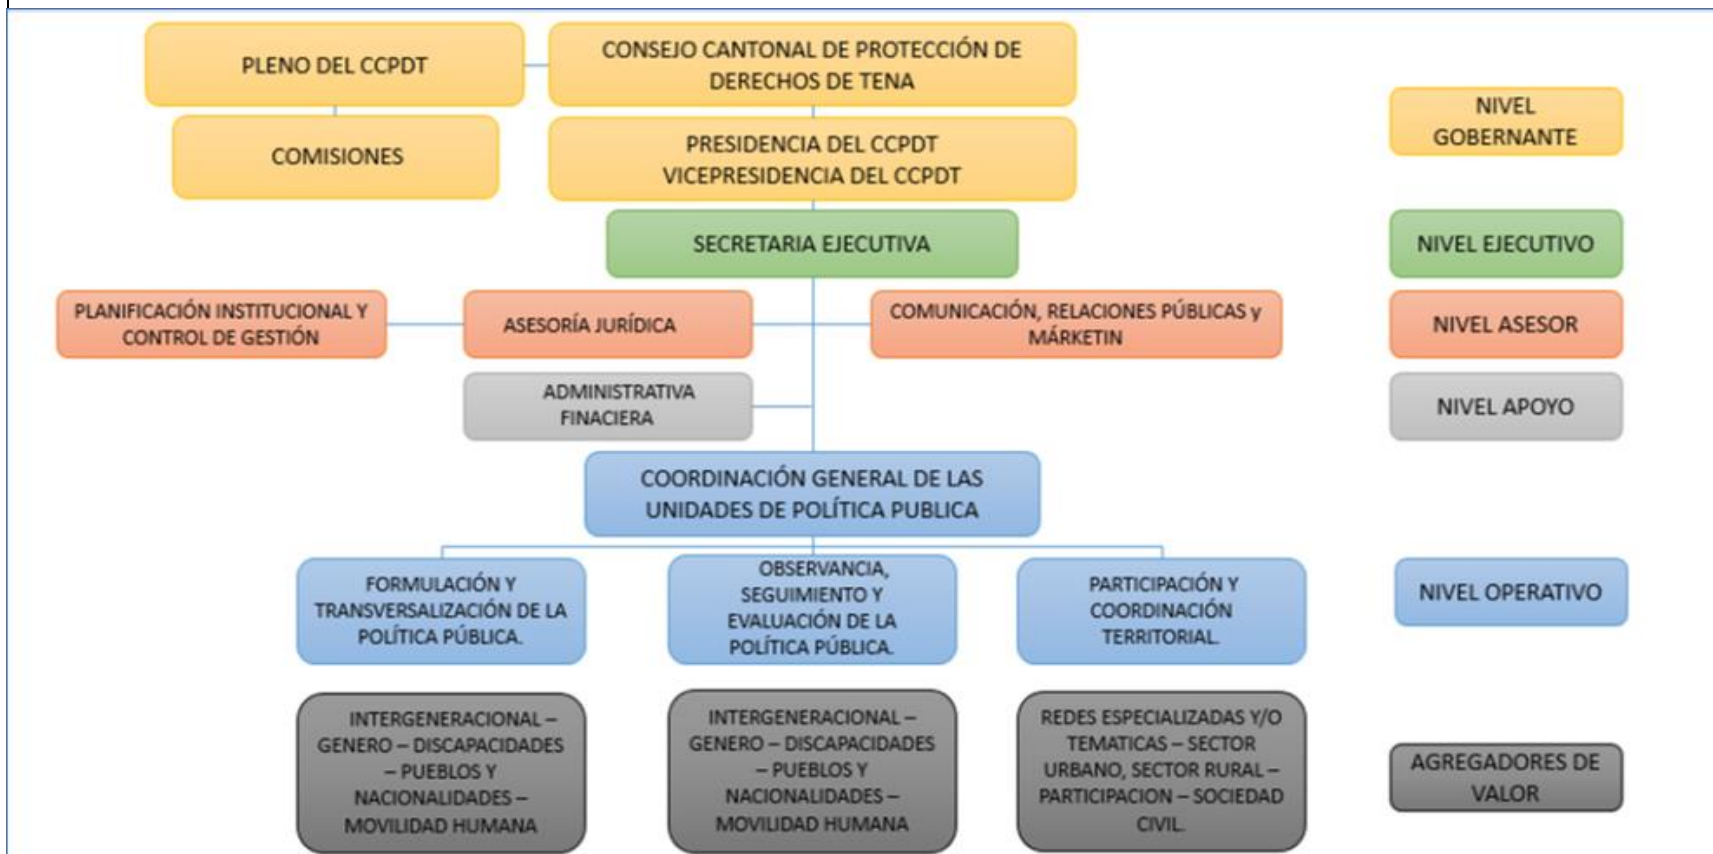 PLENO DEL CCPDT
CONSEJO CANTONAL DE PROTECCIÓN DE
DERECHOS DE TENA
NIVEL
GOBERNANTE
COMISIONES
PRESIDENCIA DEL CCPDT
VICEPRESIDENCIA DEL CCPDT
SECRETARIA EJECUTIVA
NIVEL EJECUTIVO
PLANIFICACIÓN INSTITUCIONAL Y
CONTROL DE GESTIÓN
ASESORÍA JURÍDICA
COMUNICACIÓN, RELACIONES PÚBLICAS y
MÁRKETIN
NIVEL ASESOR
ADMINISTRATIVA
FINACIERA
NIVEL APOYO
COORDINACIÓN GENERAL DE LAS
UNIDADES DE POLÍTICA PUBLICA
FORMULACIÓN Y
TRANSVERSALIZACIÓN DE LA
POLÍTICA PÚBLICA.
OBSERVANCIA,
SEGUIMIENTO Y
EVALUACIÓN DE LA
POLÍTICA PÚBLICA.
PARTICIPACIÓN Y
COORDINACIÓN
TERRITORIAL.
NIVEL OPERATIVO
INTERGENERACIONAL –
GENERO – DISCAPACIDADES
– PUEBLOS Y
NACIONALIDADES –
MOVILIDAD HUMANA
INTERGENERACIONAL –
GENERO – DISCAPACIDADES
– PUEBLOS Y
NACIONALIDADES –
MOVILIDAD HUMANA
REDES ESPECIALIZADAS Y/O
TEMATICAS – SECTOR
URBANO, SECTOR RURAL –
PARTICIPACION – SOCIEDAD
CIVIL.
AGREGADORES DE
VALOR